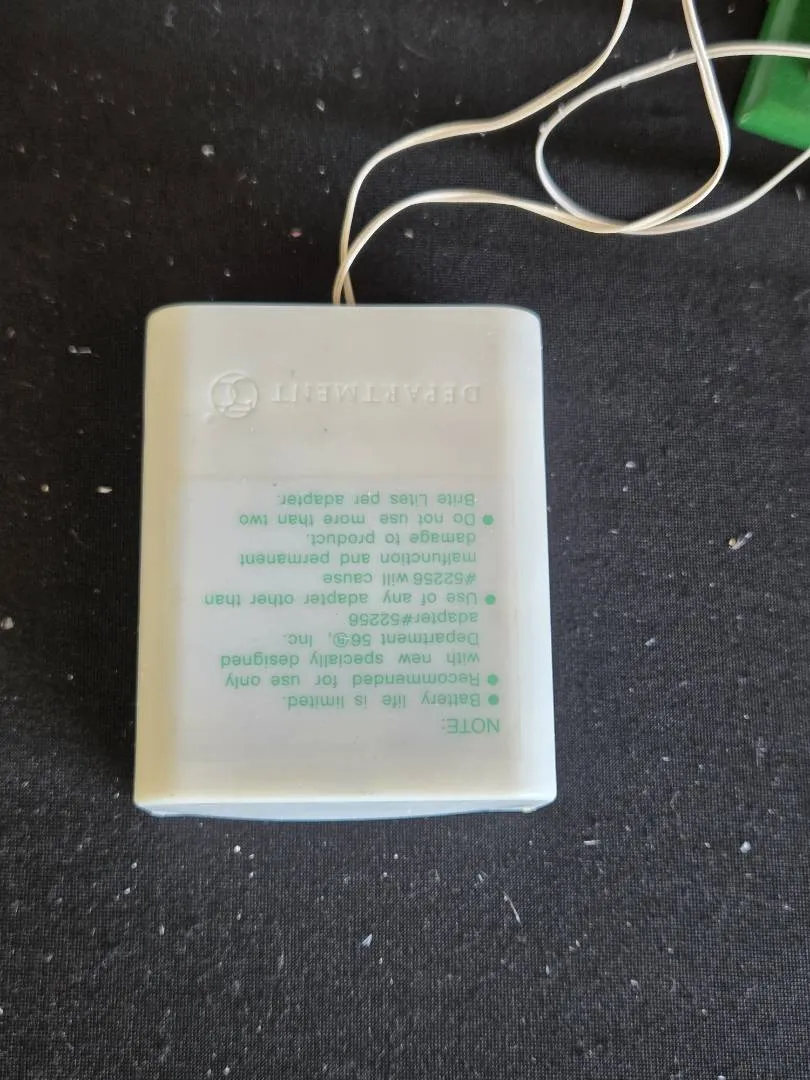 NOTE:
● Battery life is limited.
● Recommended for use only
with new specially designed
Department 56®, Inc.
adapter#52256
● Use of any adapter other than
#52256 will cause
malfunction and permanent
damage to product.
● Do not use more than two
Brite Lites per adapter.
DEPARTMENT 56